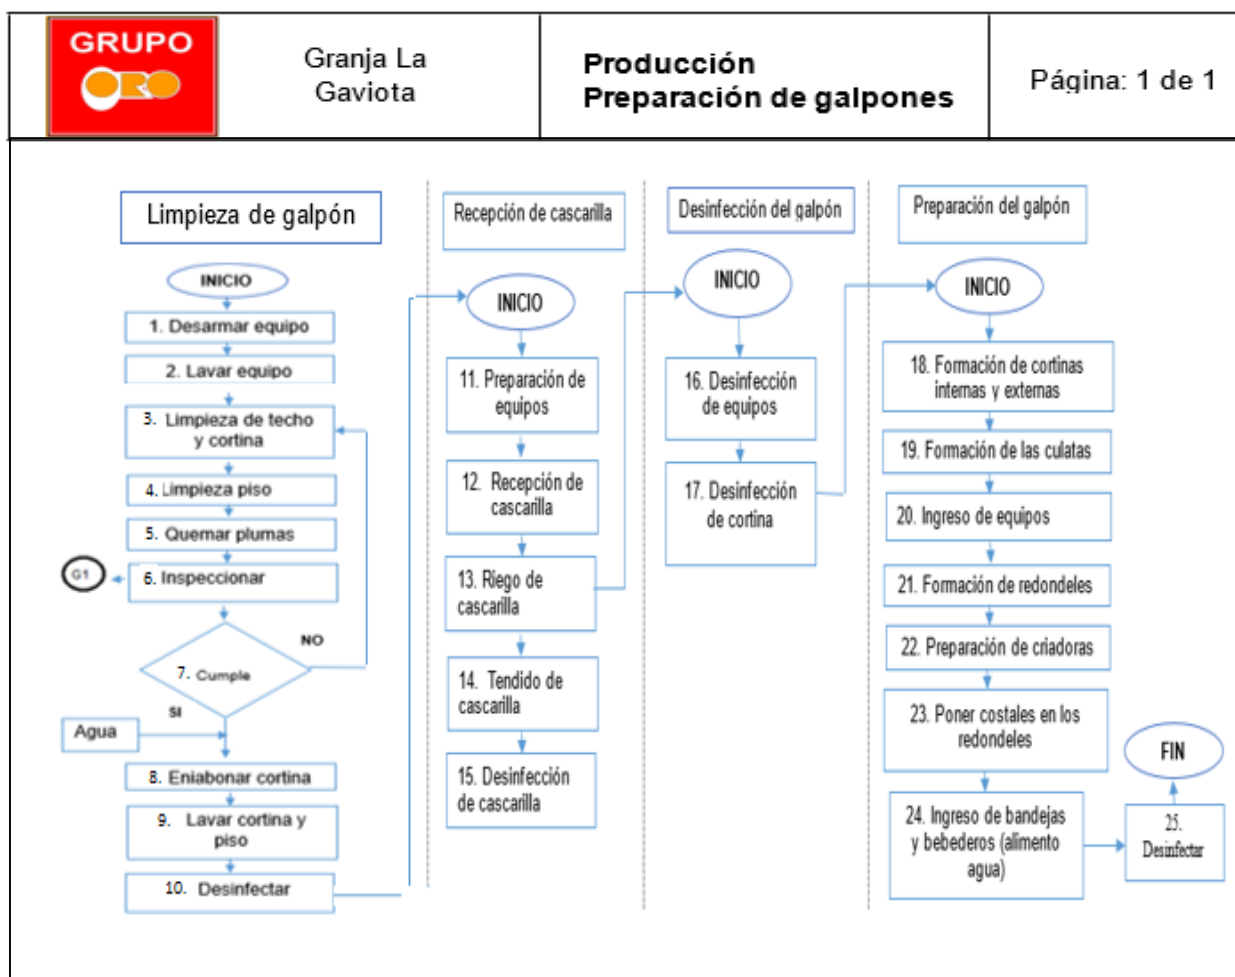 GRUPO
ORO
Granja La
Gaviota
Producción
Preparación de galpones
Página: 1 de 1
Limpieza de galpón
INICIO
1. Desarmar equipo
2. Lavar equipo
3. Limpieza de techo
y cortina
4. Limpieza piso
5. Quemar plumas
G1
6. Inspeccionar
7. Cumple
NO
SI
Agua
8. Eniabonar cortina
9. Lavar cortina y
piso
10. Desinfectar
Recepción de cascarilla
INICIO
11. Preparación de
equipos
12. Recepción de
cascarilla
13. Riego de
cascarilla
14. Tendido de
cascarilla
15. Desinfección
de cascarilla
Desinfección del galpón
INICIO
16. Desinfección
de equipos
17. Desinfección
de cortina
Preparación del galpón
INICIO
18. Formación de cortinas
internas y externas
19. Formación de las culatas
20. Ingreso de equipos
21. Formación de redondeles
22. Preparación de criadoras
23. Poner costales en los
redondeles
24. Ingreso de bandejas
y bebederos (alimento
agua)
25.
Desinfectar
FIN